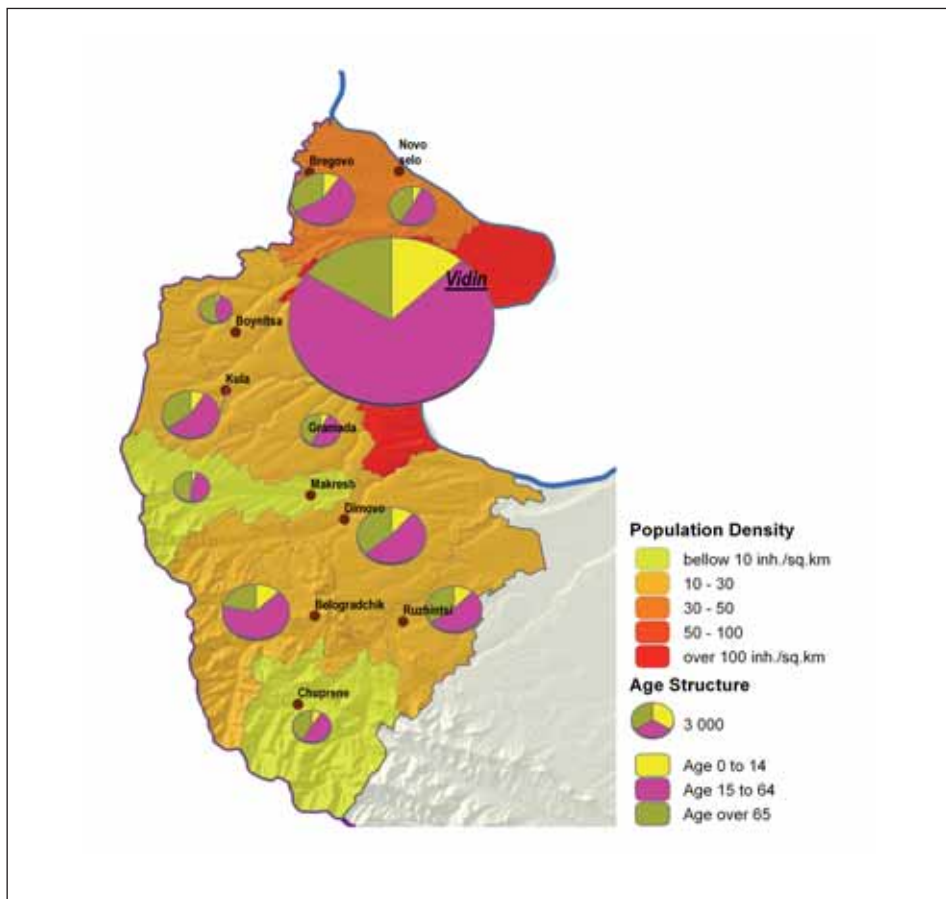 Novo
selo
Bregovo
Vidin
Boynitsa
Kula
Gramada
Makresh
Dimovo
Belogradchik
Ruzhintsi
Chuprene
Population Density
bellow 10 inh./sq.km
10 - 30
30 - 50
50 - 100
over 100 inh./sq.km
Age Structure
3 000
Age 0 to 14
Age 15 to 64
Age over 65